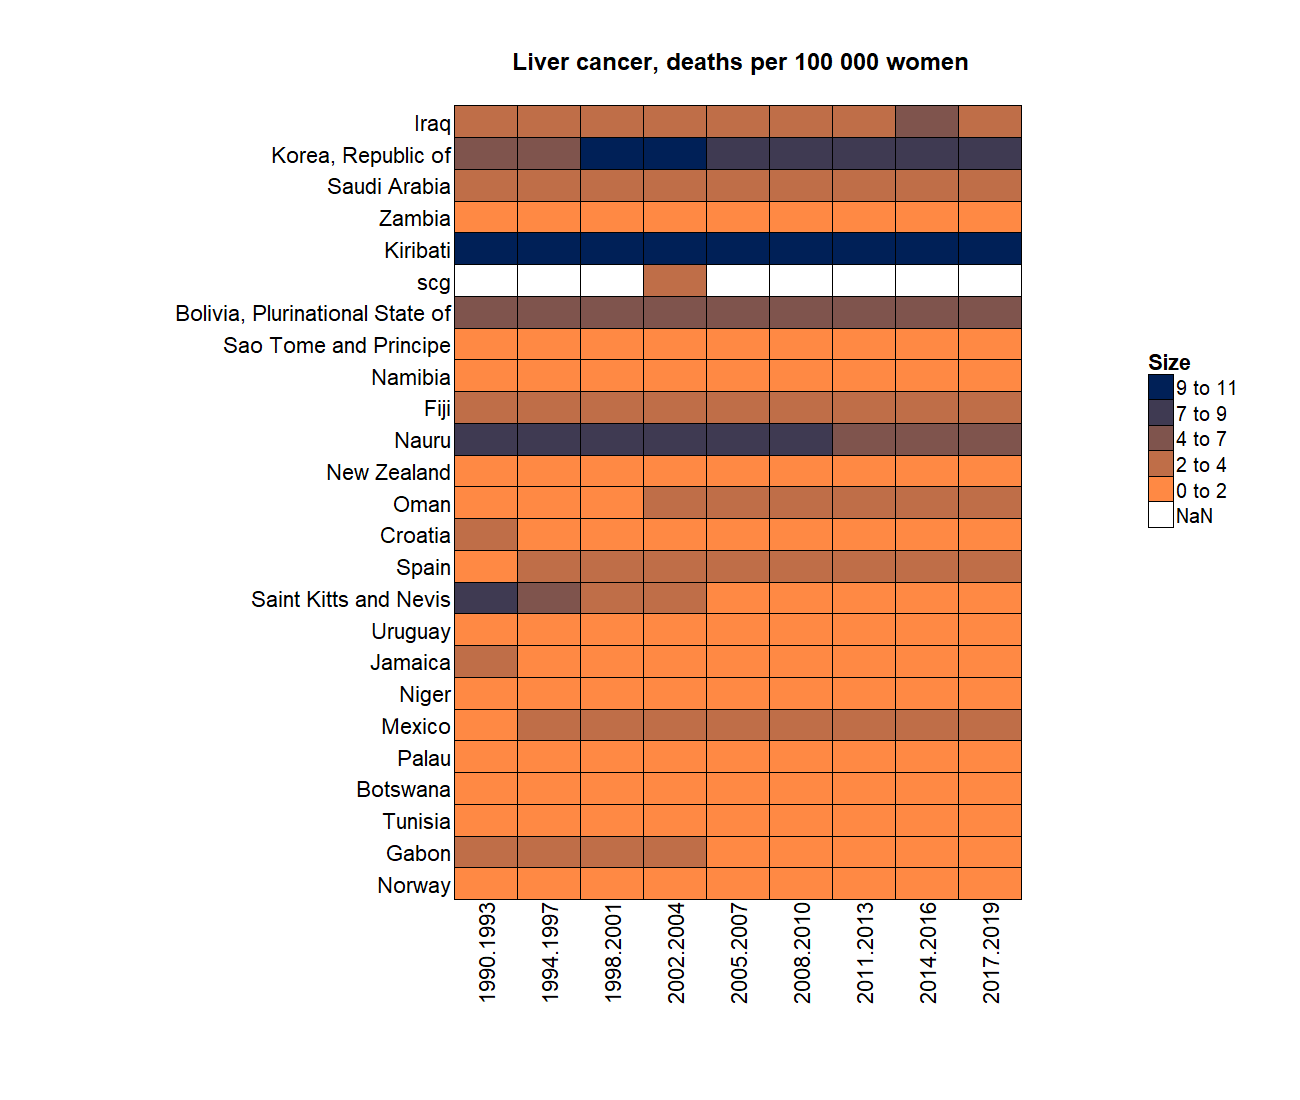 Liver cancer, deaths per 100 000 women
Iraq
Korea, Republic of
Saudi Arabia
Zambia
Kiribati
scg
Bolivia, Plurinational State of
Sao Tome and Principe
Namibia
Fiji
Nauru
New Zealand
Oman
Croatia
Spain
Saint Kitts and Nevis
Uruguay
Jamaica
Niger
Mexico
Palau
Botswana
Tunisia
Gabon
Norway
1990.1993
1994.1997
1998.2001
2002.2004
2005.2007
2008.2010
2011.2013
2014.2016
2017.2019
Size
9 to 11
7 to 9
4 to 7
2 to 4
0 to 2
NaN